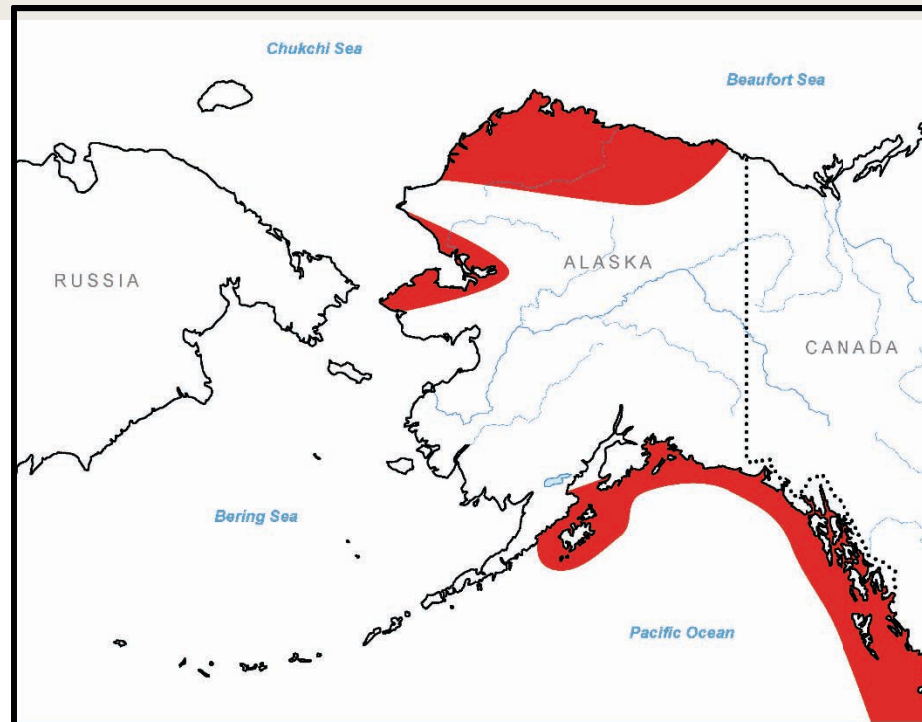 Chukchi Sea
Beaufort Sea
RUSSIA
ALASKA
CANADA
Bering Sea
Pacific Ocean